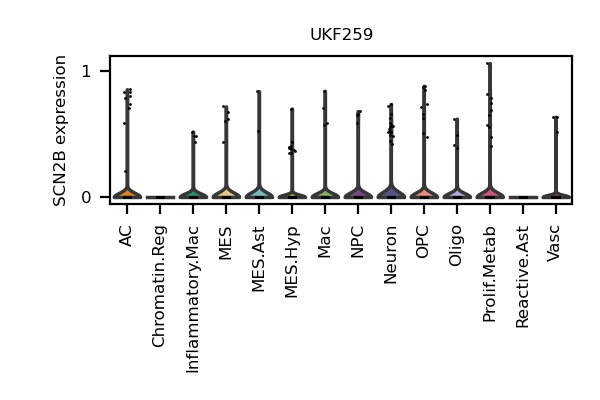 UKF259
SCN2B expression
1
0
AC
Chromatin.Reg
Inflammatory.Mac
MES
MES.Ast
MES.Hyp
Mac
NPC
Neuron
OPC
Oligo
Prolif.Metab
Reactive.Ast
Vasc